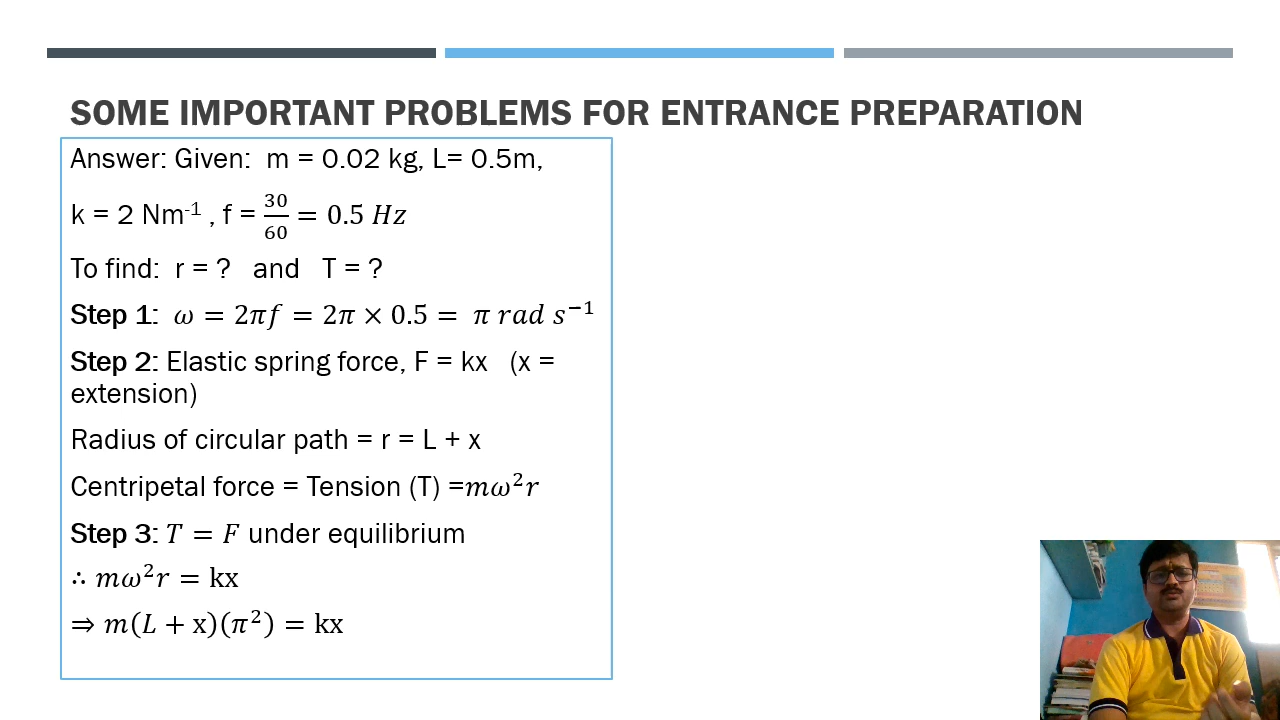 SOME IMPORTANT PROBLEMS FOR ENTRANCE PREPARATION
Answer: Given:  m = 0.02 kg, L= 0.5m,
k = 2 Nm⁻¹ , f = 30/60 = 0.5 Hz
To find:  r = ?   and   T = ?
Step 1:  ω = 2πf = 2π × 0.5 =  π rad s⁻¹
Step 2: Elastic spring force, F = kx   (x =
extension)
Radius of circular path = r = L + x
Centripetal force = Tension (T) =mω²r
Step 3: T = F under equilibrium
∴ mω²r = kx
⇒ m(L + x)(π²) = kx